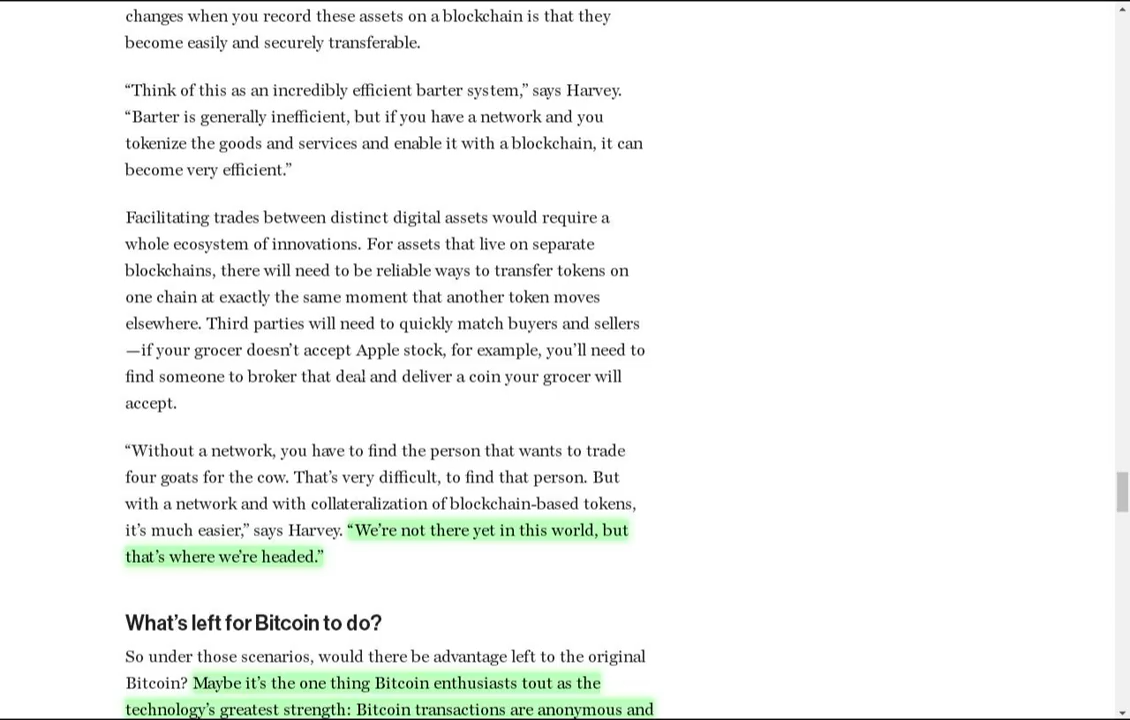 changes when you record these assets on a blockchain is that they
become easily and securely transferable.
“Think of this as an incredibly efficient barter system,” says Harvey.
“Barter is generally inefficient, but if you have a network and you
tokenize the goods and services and enable it with a blockchain, it can
become very efficient.”
Facilitating trades between distinct digital assets would require a
whole ecosystem of innovations. For assets that live on separate
blockchains, there will need to be reliable ways to transfer tokens on
one chain at exactly the same moment that another token moves
elsewhere. Third parties will need to quickly match buyers and sellers
—if your grocer doesn’t accept Apple stock, for example, you’ll need to
find someone to broker that deal and deliver a coin your grocer will
accept.
“Without a network, you have to find the person that wants to trade
four goats for the cow. That’s very difficult, to find that person. But
with a network and with collateralization of blockchain-based tokens,
it’s much easier,” says Harvey. “We’re not there yet in this world, but
that’s where we’re headed.”
What’s left for Bitcoin to do?
So under those scenarios, would there be advantage left to the original
Bitcoin? Maybe it’s the one thing Bitcoin enthusiasts tout as the
technology’s greatest strength: Bitcoin transactions are anonymous and